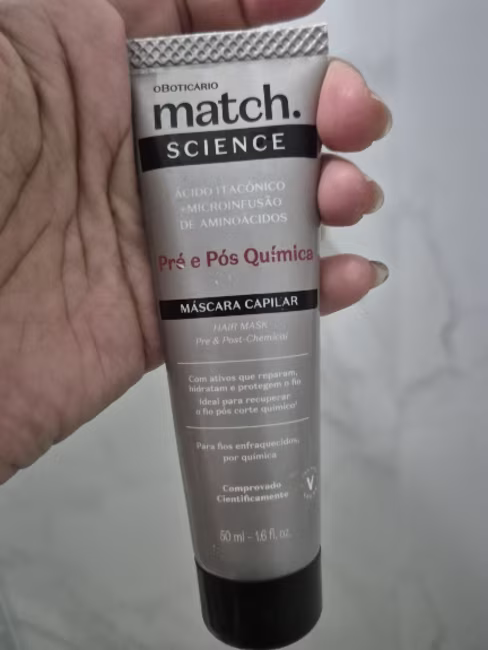 oBOTICÁRIO
match.
SCIENCE
ÁCIDO ITACÔNICO
+MICROINFUSÃO
DE AMINOÁCIDOS
Pré e Pós Química
MÁSCARA CAPILAR
HAIR MASK
Pre & Post-Chemical
Com ativos que reparam,
hidratam e protegem o fio
Ideal para recuperar
o fio pós corte químico¹
Para fios enfraquecidos,
por química
Comprovado
Cientificamente
V
50 ml - 1.6 fl. oz.